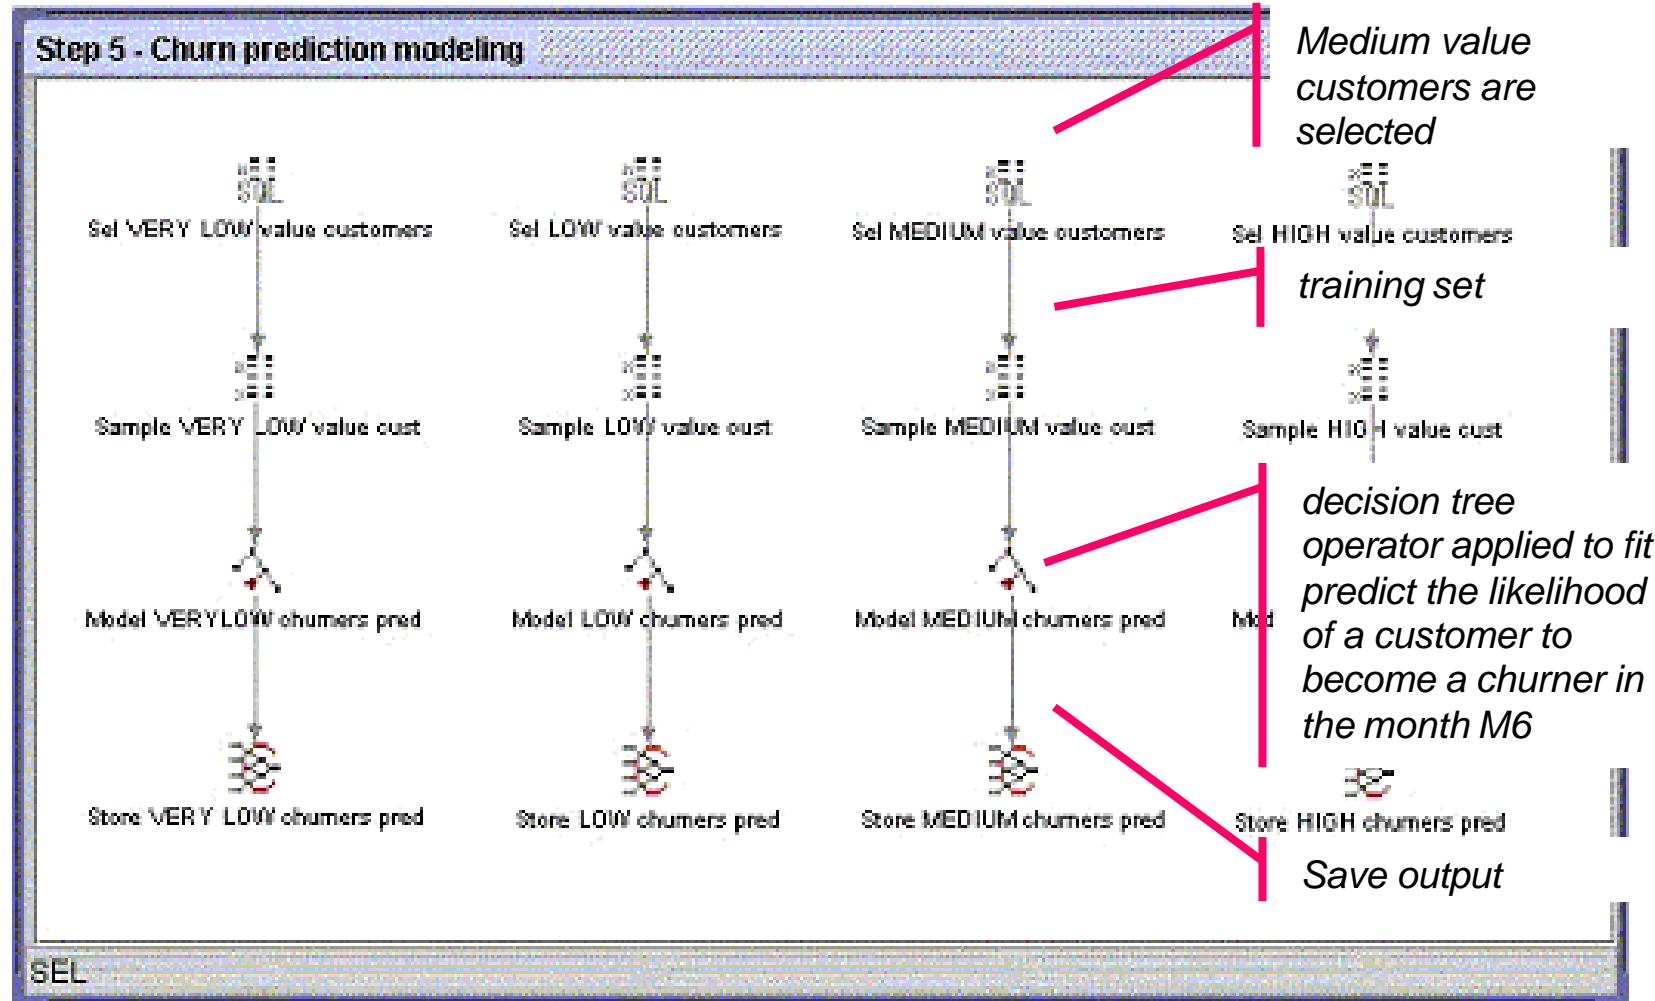 Step 5 - Churn prediction modeling
Medium value
customers are
selected
SQL
SQL
SQL
SQL
Sel VERY LOW value customers
Sel LOW value customers
Sel MEDIUM value customers
Sel HIGH value customers
training set
Sample VERY LOW value cust
Sample LOW value cust
Sample MEDIUM value cust
Sample HIGH value cust
decision tree
operator applied to fit
predict the likelihood
of a customer to
become a churner in
the month M6
Model VERYLOW churners pred
Model LOW churners pred
Model MEDIUM churners pred
Mod
Store VERY LOW churners pred
Store LOW churners pred
Store MEDIUM churners pred
Store HIGH churners pred
Save output
SEL